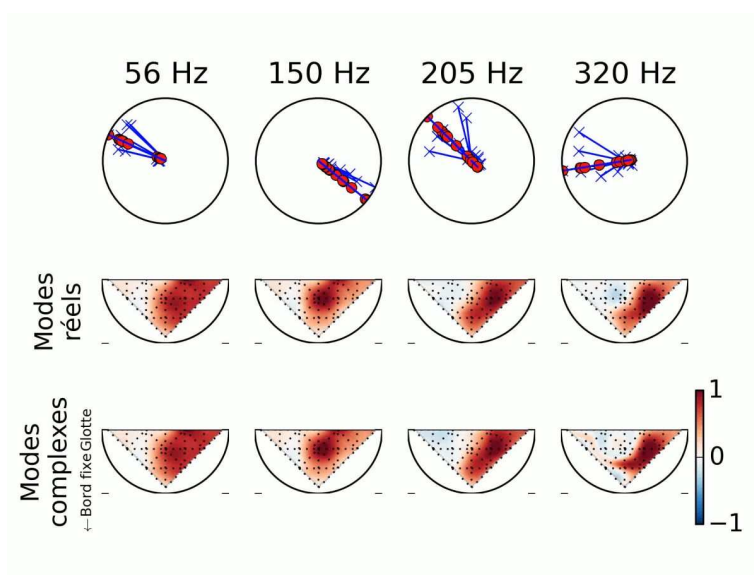 56 Hz 150 Hz 205 Hz 320 Hz
Modes
réels
Modes
complexes
←Bord fixe Glotte
1
0
−1